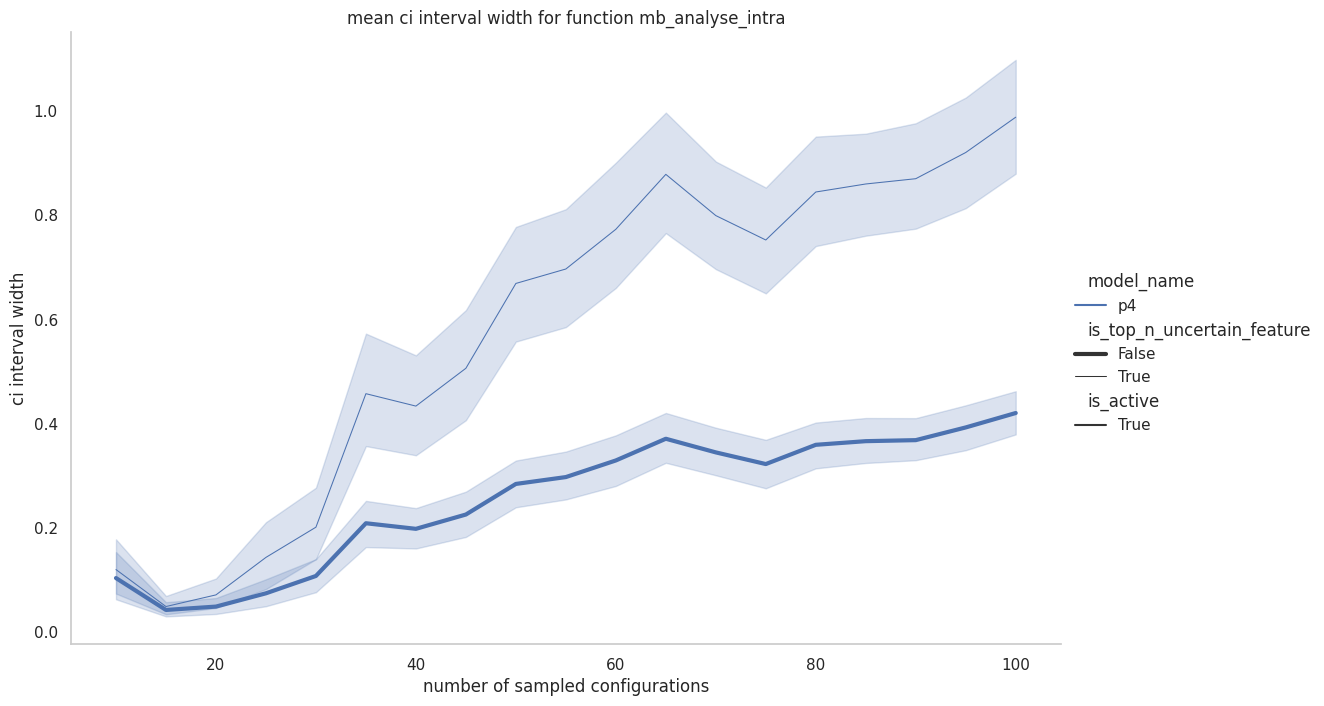 mean ci interval width for function mb_analyse_intra
1.0
0.8
0.6
0.4
0.2
0.0
ci interval width
20
40
60
80
100
number of sampled configurations
model_name
p4
is_top_n_uncertain_feature
False
True
is_active
True